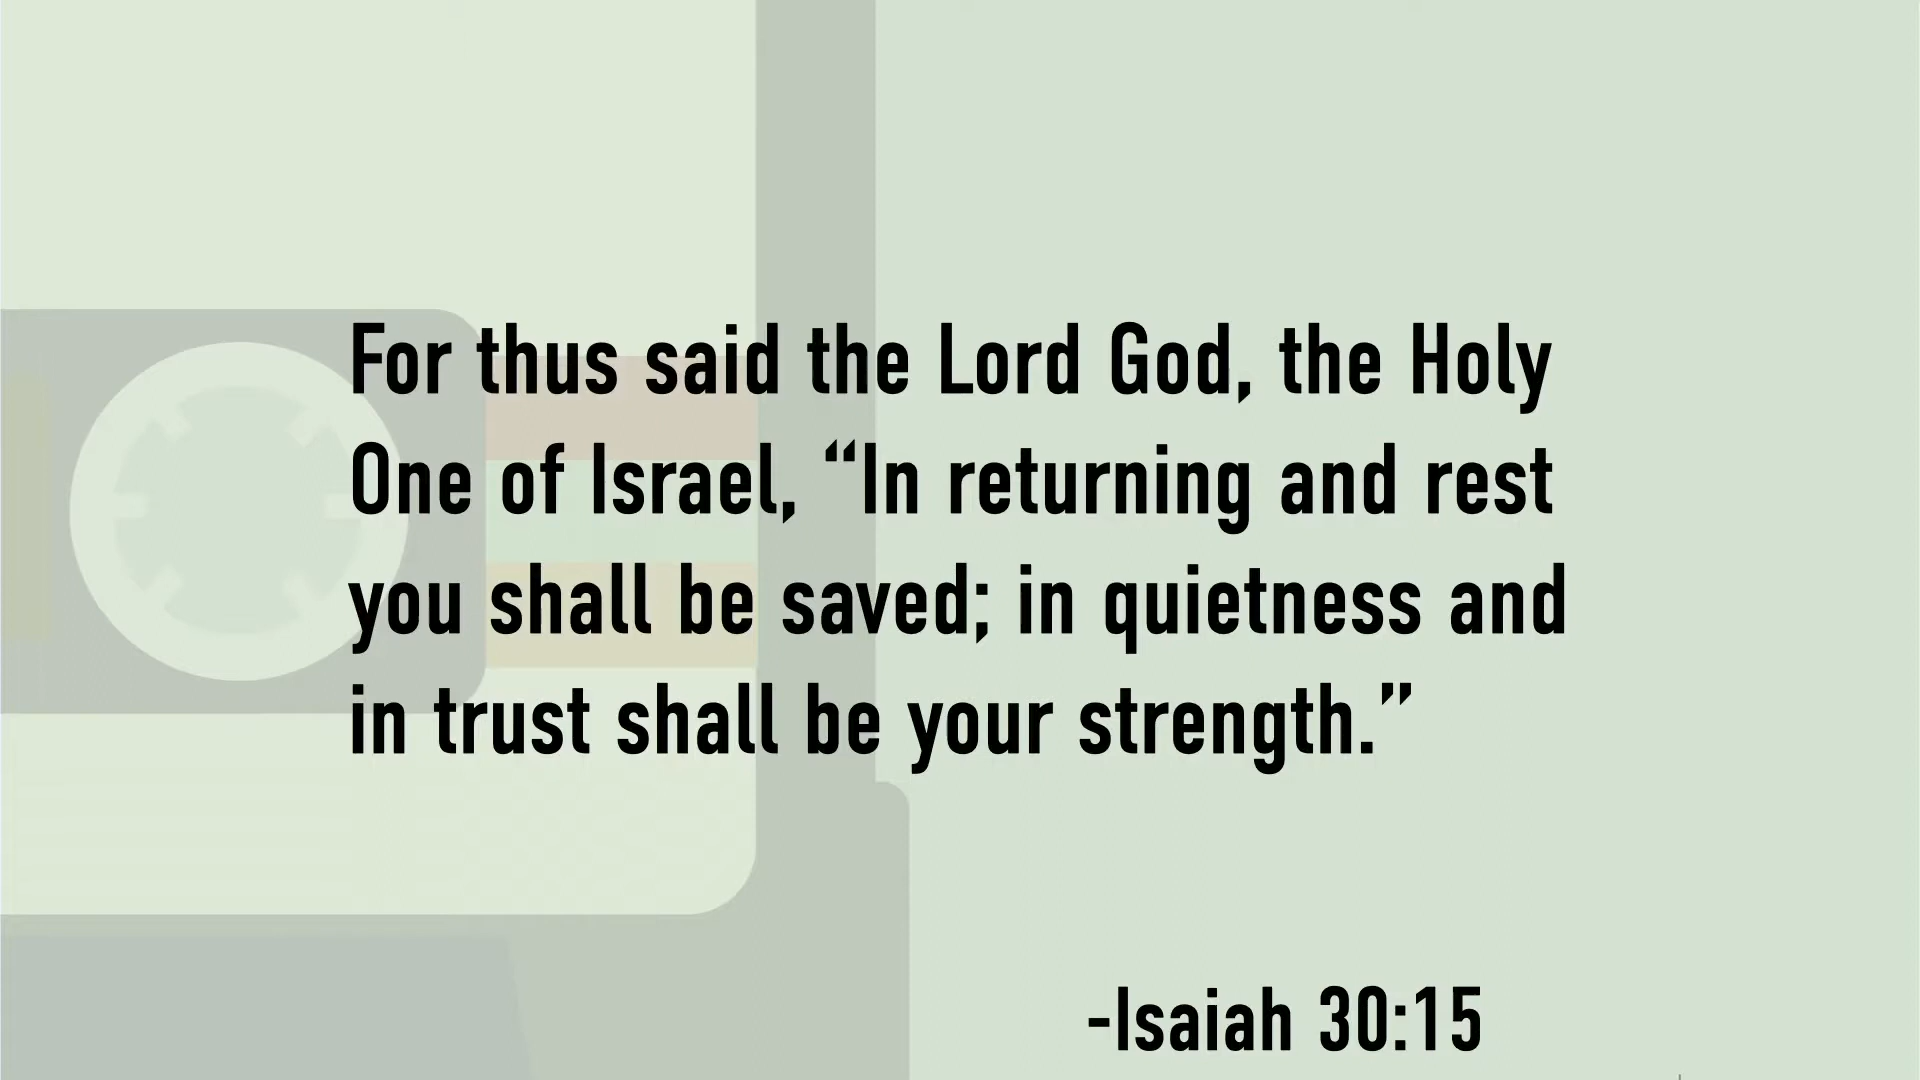 For thus said the Lord God, the Holy
One of Israel, “In returning and rest
you shall be saved; in quietness and
in trust shall be your strength.”
-Isaiah 30:15